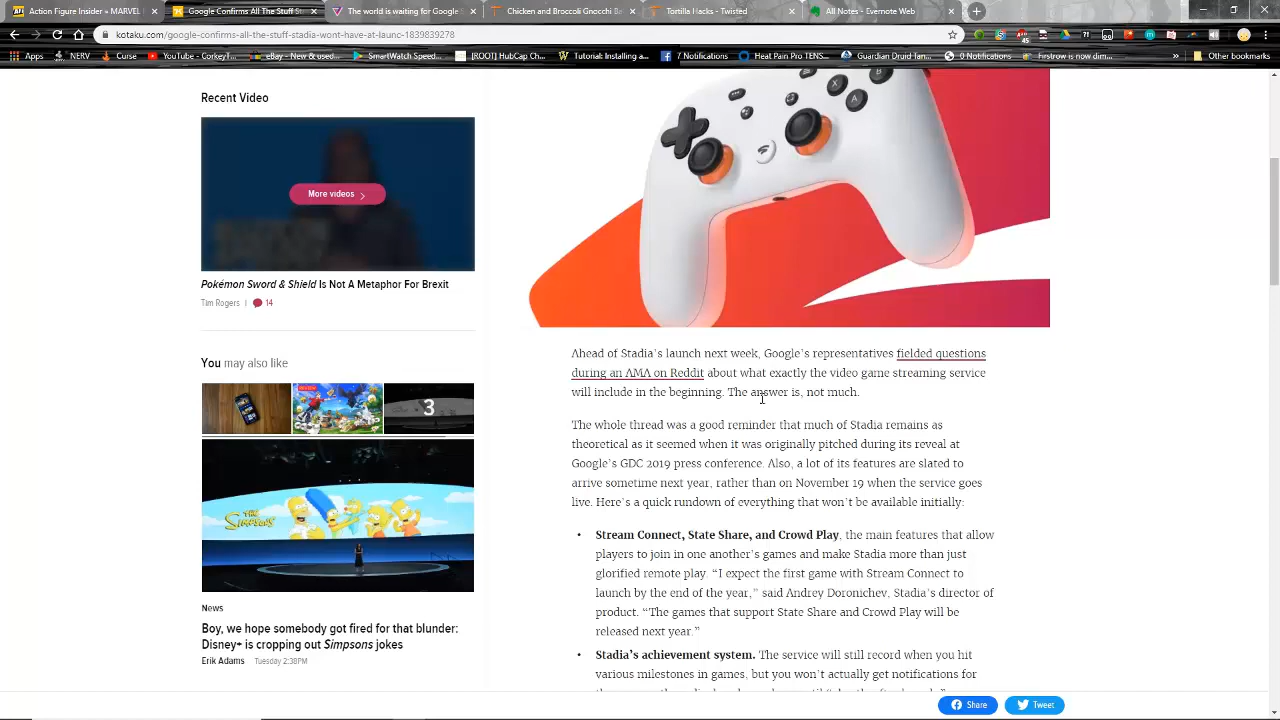 Action Figure Insider » MARVEL
Google Confirms All The Stuff St
The world is waiting for Google
Chicken and Broccoli Gnocchi
Tortilla Hacks - Twisted
All Notes - Evernote Web
kotaku.com/google-confirms-all-the-stuff-stadia-wont-have-at-launc-
Apps
NERV
Curse
YouTube - CorkeyT
eBay - New & used...
SmartWatch Speed...
[ROOT] HubCap Ch...
Tutorial: Installing a...
7 Notifications
Heat Pain Pro TENS...
Guardian Druid Tan...
0 Notifications
Firstrow is now dim...
»
Other bookmarks
Recent Video
More videos
Pokémon Sword & Shield Is Not A Metaphor For Brexit
Tim Rogers | 14
You may also like
3
THE SIMPSONS
News
Boy, we hope somebody got fired for that blunder:
Disney+ is cropping out Simpsons jokes
Erik Adams Tuesday 2:38PM
X
Y
B
A
Ahead of Stadia's launch next week, Google's representatives fielded questions
during an AMA on Reddit about what exactly the video game streaming service
will include in the beginning. The answer is, not much.
The whole thread was a good reminder that much of Stadia remains as
theoretical as it seemed when it was originally pitched during its reveal at
Google's GDC 2019 press conference. Also, a lot of its features are slated to
arrive sometime next year, rather than on November 19 when the service goes
live. Here's a quick rundown of everything that won't be available initially:
• Stream Connect, State Share, and Crowd Play, the main features that allow
players to join in one another's games and make Stadia more than just
glorified remote play. “I expect the first game with Stream Connect to
launch by the end of the year,” said Andrey Doronichev, Stadia's director of
product. “The games that support State Share and Crowd Play will be
released next year.”
• Stadia's achievement system. The service will still record when you hit
various milestones in games, but you won't actually get notifications for
Share
Tweet